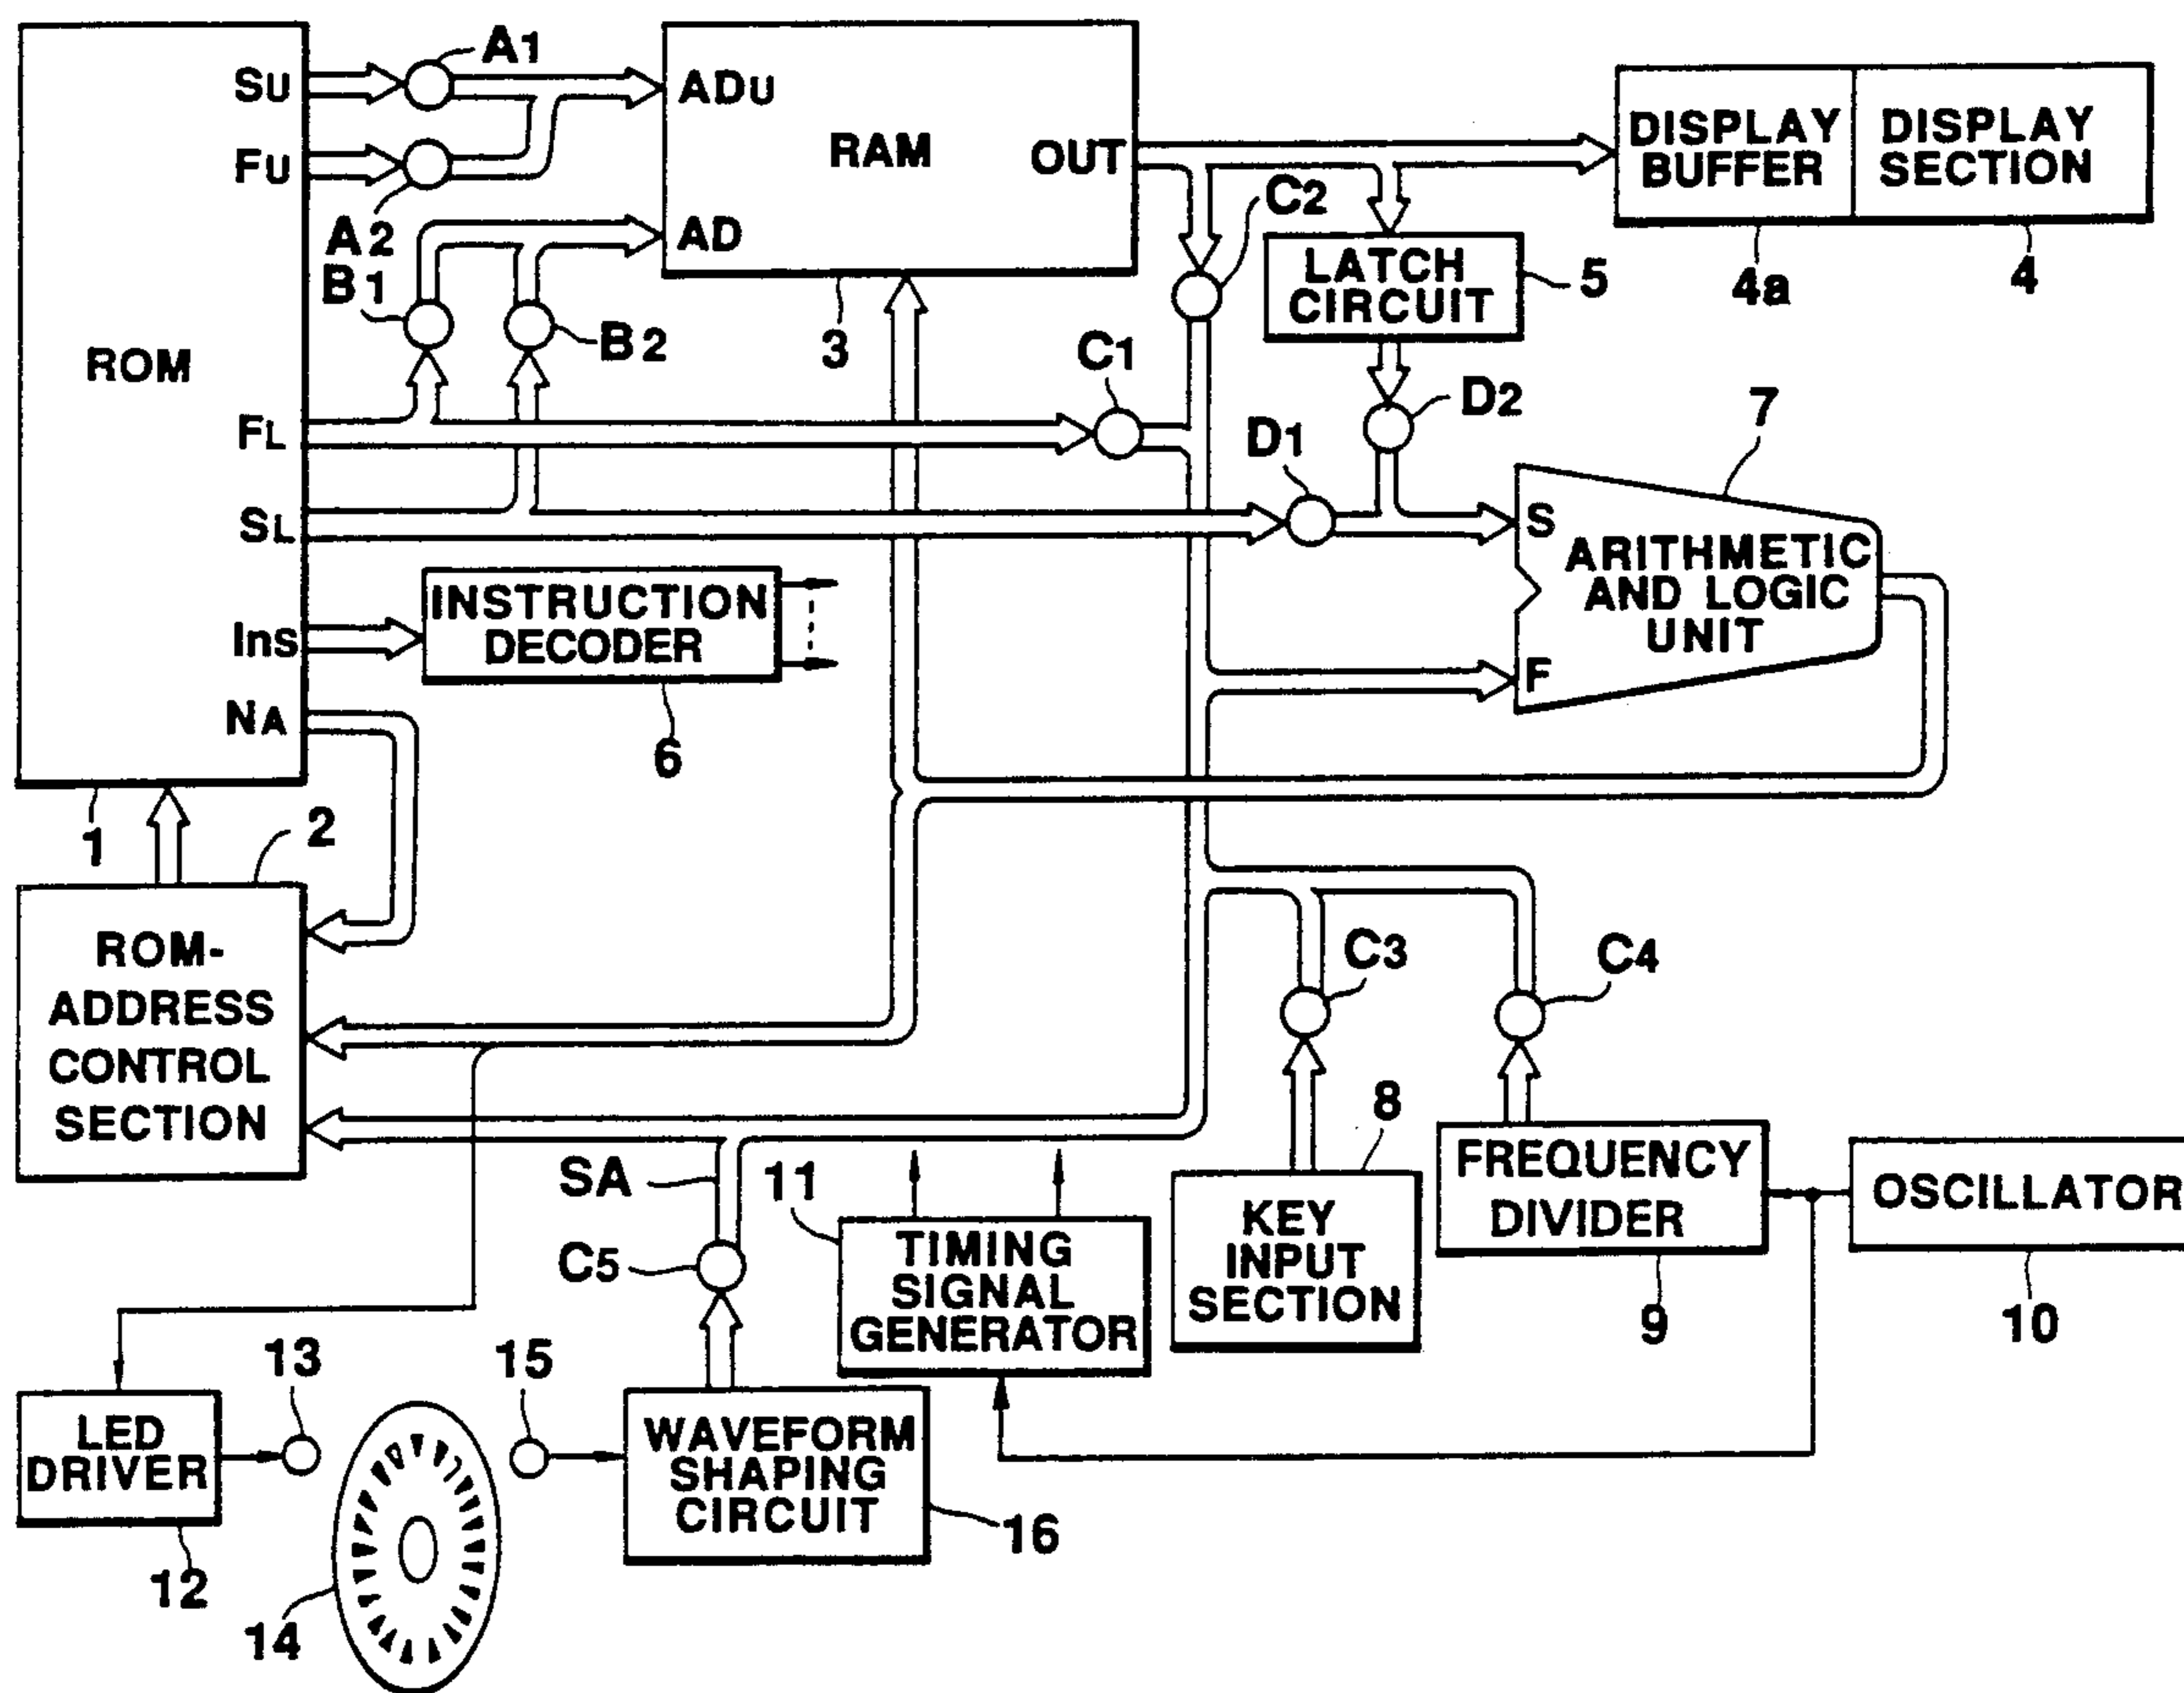 A1
SU
ADU
FU
RAM
OUT
DISPLAY
BUFFER
DISPLAY
SECTION
A2
AD
C2
B1
B2
3
LATCH
CIRCUIT
5
4a
4
ROM
C1
D2
7
FL
D1
SL
S
ARITHMETIC
AND LOGIC
UNIT
F
INSTRUCTION
DECODER
InS
NA
6
1
2
ROM-
ADDRESS
CONTROL
SECTION
C3
C4
8
SA
11
C5
TIMING
SIGNAL
GENERATOR
KEY
INPUT
SECTION
FREQUENCY
DIVIDER
OSCILLATOR
9
10
13
15
LED
DRIVER
WAVEFORM
SHAPING
CIRCUIT
16
12
14